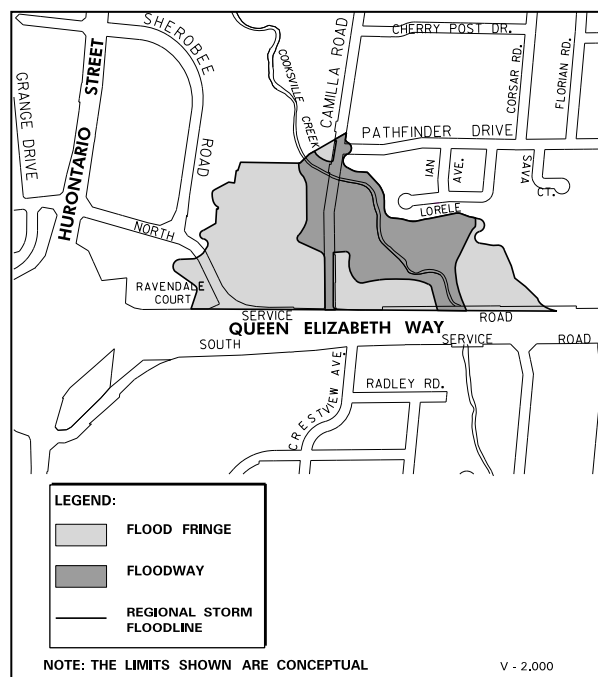 SHEROBEE
ROAD
COOKSVILLE
CREEK
CAMILLA ROAD
CHERRY POST DR.
CORSAR RD.
FLORIAN RD.
GRANGE DRIVE
HURONTARIO STREET
PATHFINDER DRIVE
IAN AVE.
SAVA CT.
LORELE
NORTH
RAVENDALE
COURT
SERVICE
ROAD
QUEEN ELIZABETH WAY
SOUTH
SERVICE
ROAD
CRESTVIEW AVE.
RADLEY RD.
LEGEND:
FLOOD FRINGE
FLOODWAY
REGIONAL STORM
FLOODLINE
NOTE: THE LIMITS SHOWN ARE CONCEPTUAL
V - 2.000